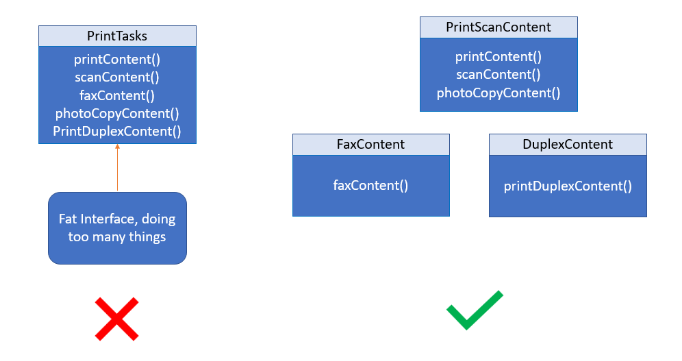 PrintTasks
printContent()
scanContent()
faxContent()
photoCopyContent()
PrintDuplexContent()
Fat Interface, doing
too many things
PrintScanContent
printContent()
scanContent()
photoCopyContent()
FaxContent
faxContent()
DuplexContent
printDuplexContent()